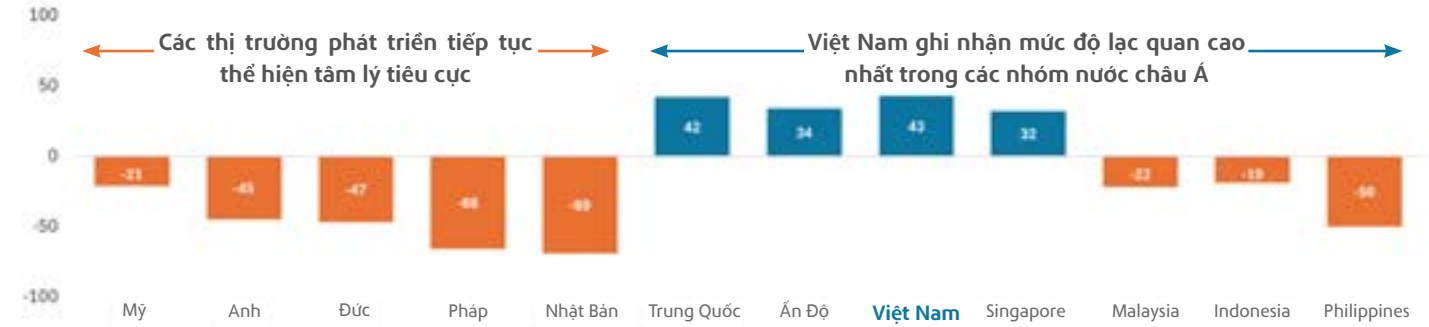 100
Các thị trường phát triển tiếp tục
thể hiện tâm lý tiêu cực
Việt Nam ghi nhận mức độ lạc quan cao
nhất trong các nhóm nước châu Á
50
42
34
43
32
0
-21
-45
-47
-66
-69
-22
-19
-50
-50
-100
Mỹ
Anh
Đức
Pháp
Nhật Bản
Trung Quốc
Ấn Độ
Việt Nam
Singapore
Malaysia
Indonesia
Philippines